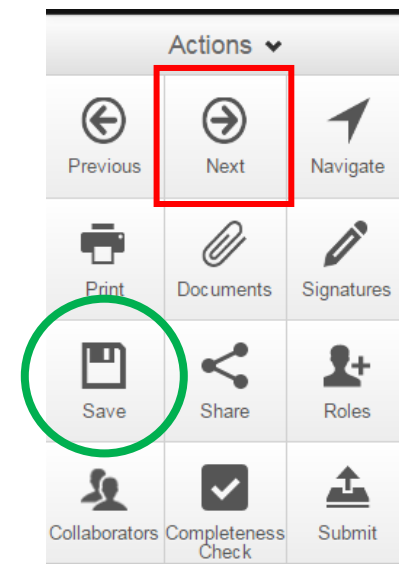 Actions
Previous Next Navigate
Print Documents Signatures
Save Share Roles
Collaborators Completeness Check Submit